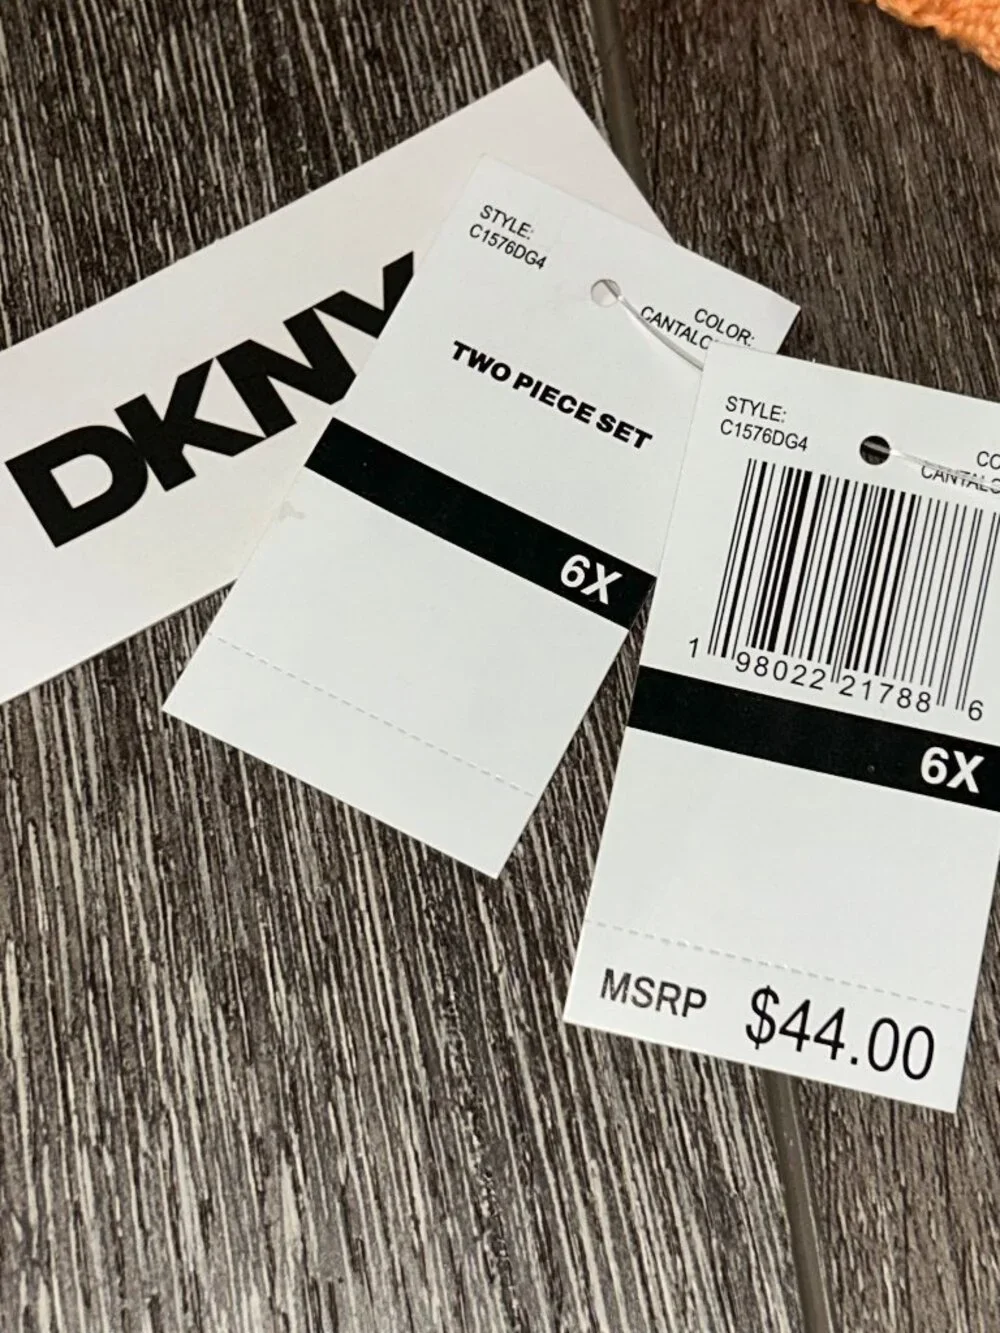 DKNY
STYLE:
C1576DG4
COLOR:
TWO PIECE SET
6X
STYLE:
C1576DG4
1 98022 21788 6
6X
MSRP $44.00